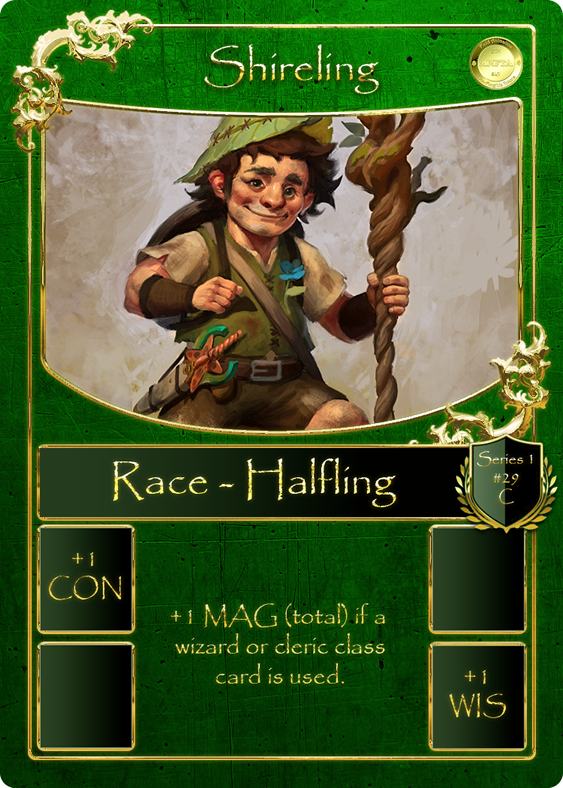 Shireling
Race - Halfling
Series 1
#29
C
+1
CON
+1 MAG (total) if a
wizard or cleric class
card is used.
+1
WIS